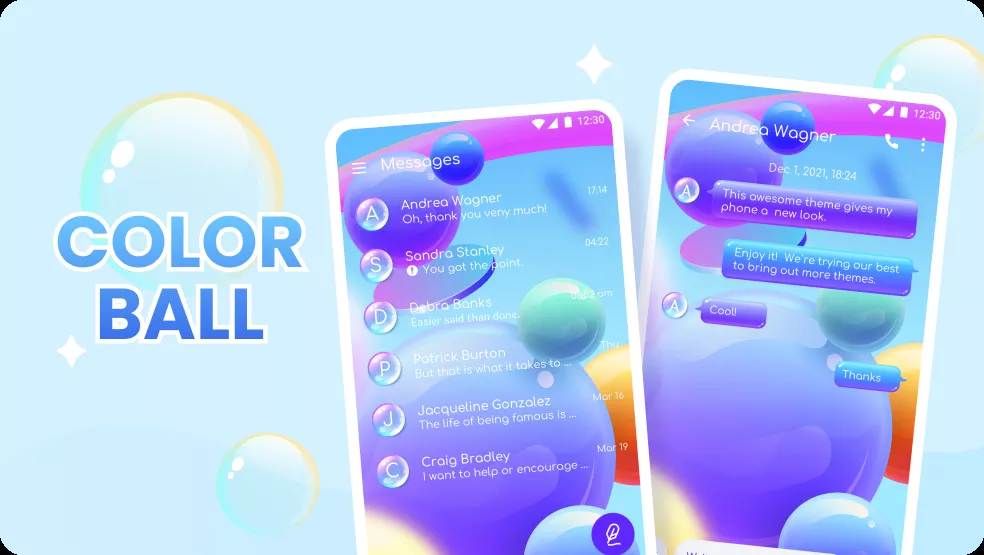 COLOR
BALL
12:30
Messages
Andrea Wagner
17:14
Oh, thank you veny much!
Sandra Stanley
04:22
You got the point.
Debra Banks
am
Easier said than done.
Patrick Burton
Thu
But that is what it takes to ...
Jacqueline Gonzalez
Mar 16
The life of being famous is ...
Craig Bradley
Mar 19
I want to help or encourage ...
A
S
D
P
J
C
12:30
Andrea Wagner
Dec 1, 2021, 18:24
A
This awesome theme gives my
phone a new look.
Enjoy it! We're trying our best
to bring out more themes.
A
Cool!
Thanks